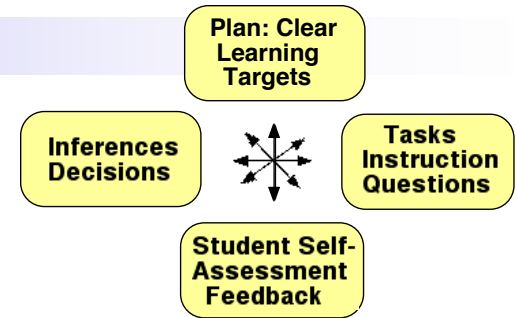 Plan: Clear
Learning
Targets
Inferences
Decisions
Tasks
Instruction
Questions
Student Self-
Assessment
Feedback